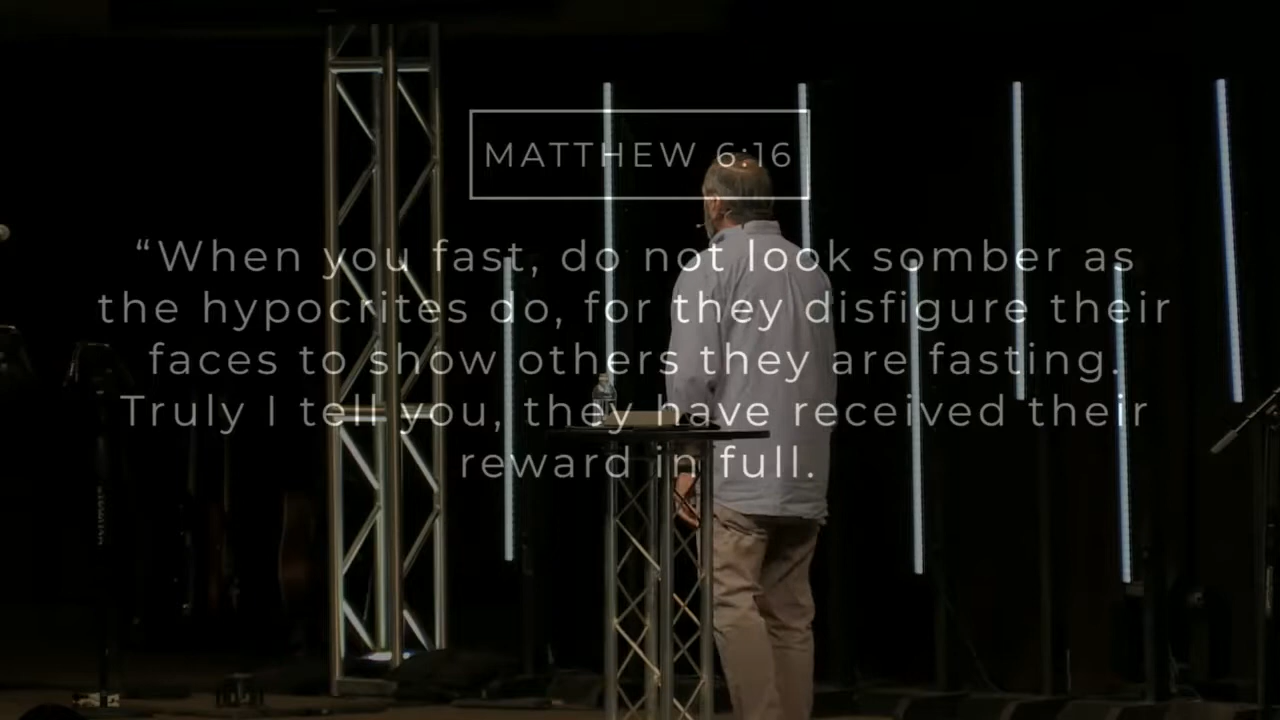 MATTHEW 6:16
“When you fast, do not look somber as
the hypocrites do, for they disfigure their
faces to show others they are fasting.
Truly I tell you, they have received their
reward in full.